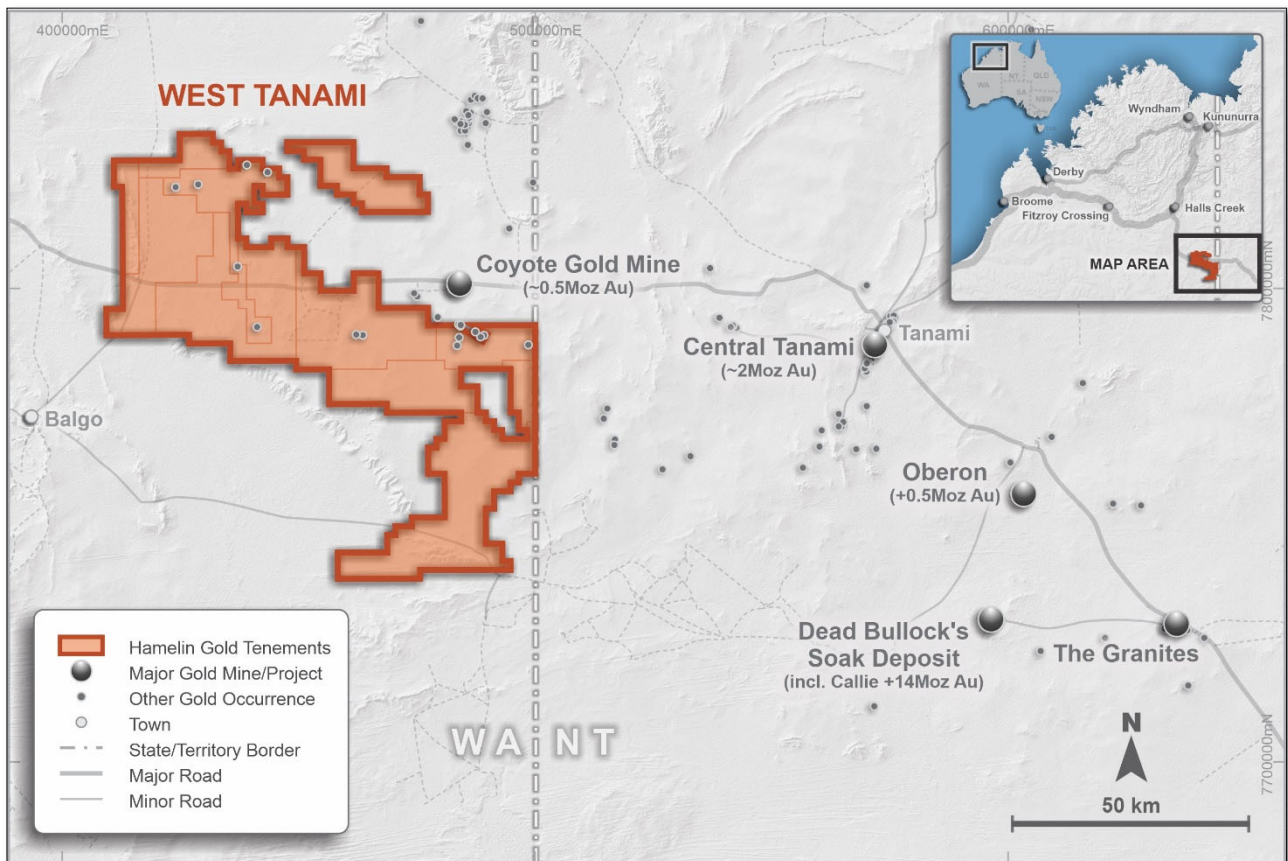 400000mE
500000mE
600000mE
WEST TANAMI
WA
NT
QLD
SA
NSW
Wyndham
Kununurra
Derby
Broome
Fitzroy Crossing
Halls Creek
MAP AREA
7800000mN
Coyote Gold Mine
(~0.5Moz Au)
Tanami
Central Tanami
(~2Moz Au)
Balgo
Oberon
(+0.5Moz Au)
Dead Bullock's
Soak Deposit
(incl. Callie +14Moz Au)
The Granites
WA NT
7700000mN
Hamelin Gold Tenements
Major Gold Mine/Project
Other Gold Occurrence
Town
State/Territory Border
Major Road
Minor Road
N
50 km